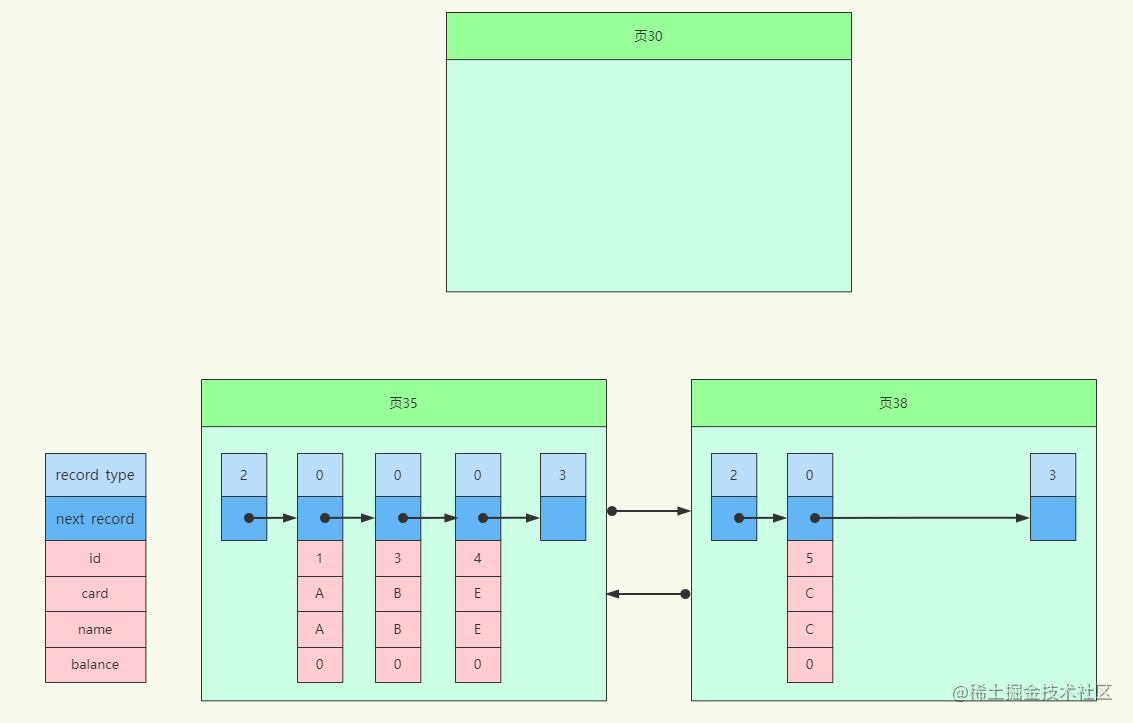 页30
页35
页38
record type 2 0 0 0 3 2 0 3
next record
id 1 3 4 5
card A B E C
name A B E C
balance 0 0 0 0
@稀土掘金技术社区